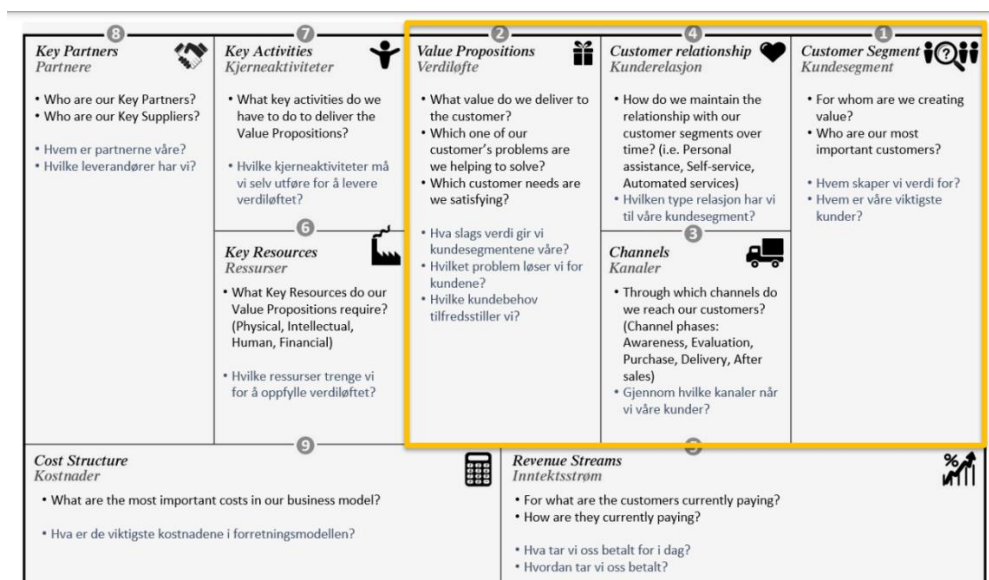 8
Key Partners
Partnere
• Who are our Key Partners?
• Who are our Key Suppliers?
• Hvem er partnerne våre?
• Hvilke leverandører har vi?
7
Key Activities
Kjerneaktiviteter
• What key activities do we
have to do to deliver the
Value Propositions?
• Hvilke kjerneaktiviteter må
vi selv utføre for å levere
verdiløftet?
6
Key Resources
Ressurser
• What Key Resources do our
Value Propositions require?
(Physical, Intellectual,
Human, Financial)
• Hvilke ressurser trenge vi
for å oppfylle verdiløftet?
2
Value Propositions
Verdiløfte
• What value do we deliver to
the customer?
• Which one of our
customer's problems are
we helping to solve?
• Which customer needs are
we satisfying?
• Hva slags verdi gir vi
kundesegmentene våre?
• Hvilket problem løser vi for
kundene?
• Hvilke kundebehov
tilfredsstiller vi?
4
Customer relationship
Kunderelasjon
• How do we maintain the
relationship with our
customer segments over
time? (i.e. Personal
assistance, Self-service,
Automated services)
• Hvilken type relasjon har vi
til våre kundesegment?
3
Channels
Kanaler
• Through which channels do
we reach our customers?
(Channel phases:
Awareness, Evaluation,
Purchase, Delivery, After
sales)
• Gjennom hvilke kanaler når
vi våre kunder?
1
Customer Segment
Kundesegment
• For whom are we creating
value?
• Who are our most
important customers?
• Hvem skaper vi verdi for?
• Hvem er våre viktigste
kunder?
9
Cost Structure
Kostnader
• What are the most important costs in our business model?
• Hva er de viktigste kostnadene i forretningsmodellen?
Revenue Streams
Inntektsstrøm
%
• For what are the customers currently paying?
• How are they currently paying?
• Hva tar vi oss betalt for i dag?
• Hvordan tar vi oss betalt?